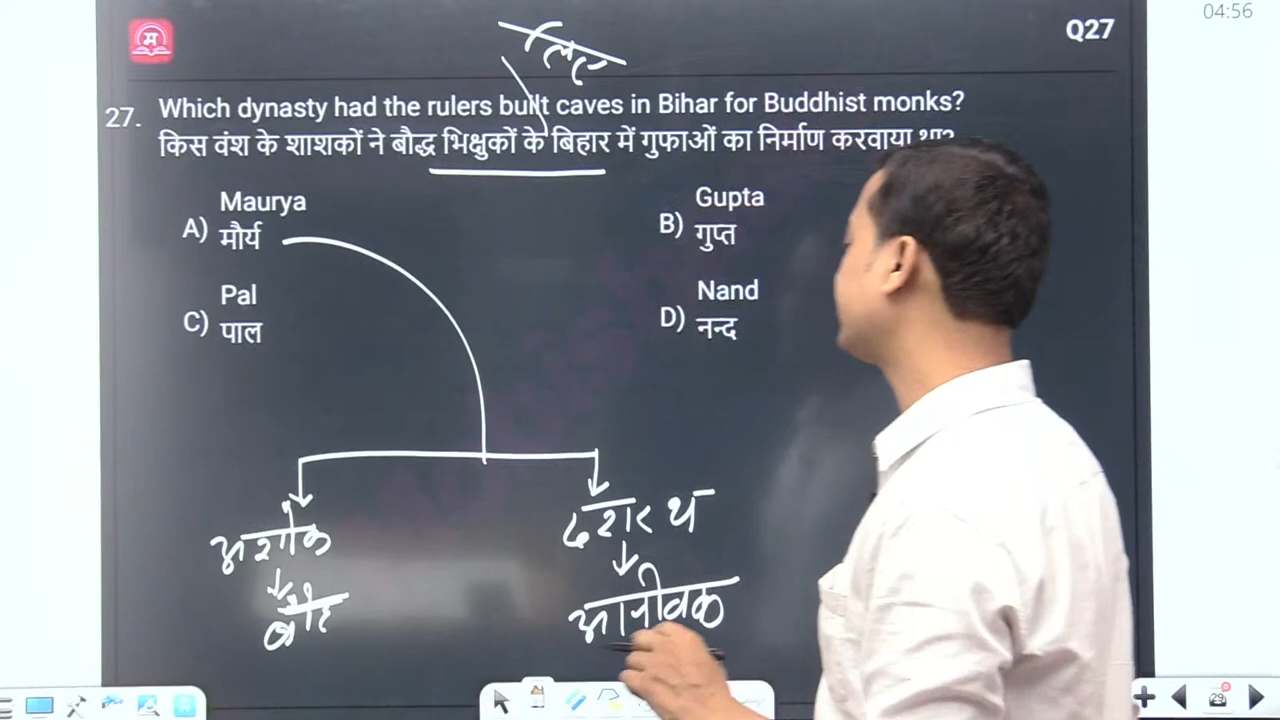 04:56
म
Q27
लिए
27. Which dynasty had the rulers built caves in Bihar for Buddhist monks?
किस वंश के शाशकों ने बौद्ध भिक्षुकों के बिहार में गुफाओं का निर्माण करवाया था?
A) Maurya
मौर्य
B) Gupta
गुप्त
C) Pal
पाल
D) Nand
नन्द
अशोक
दशरथ
बौद्ध
आजीवक
29